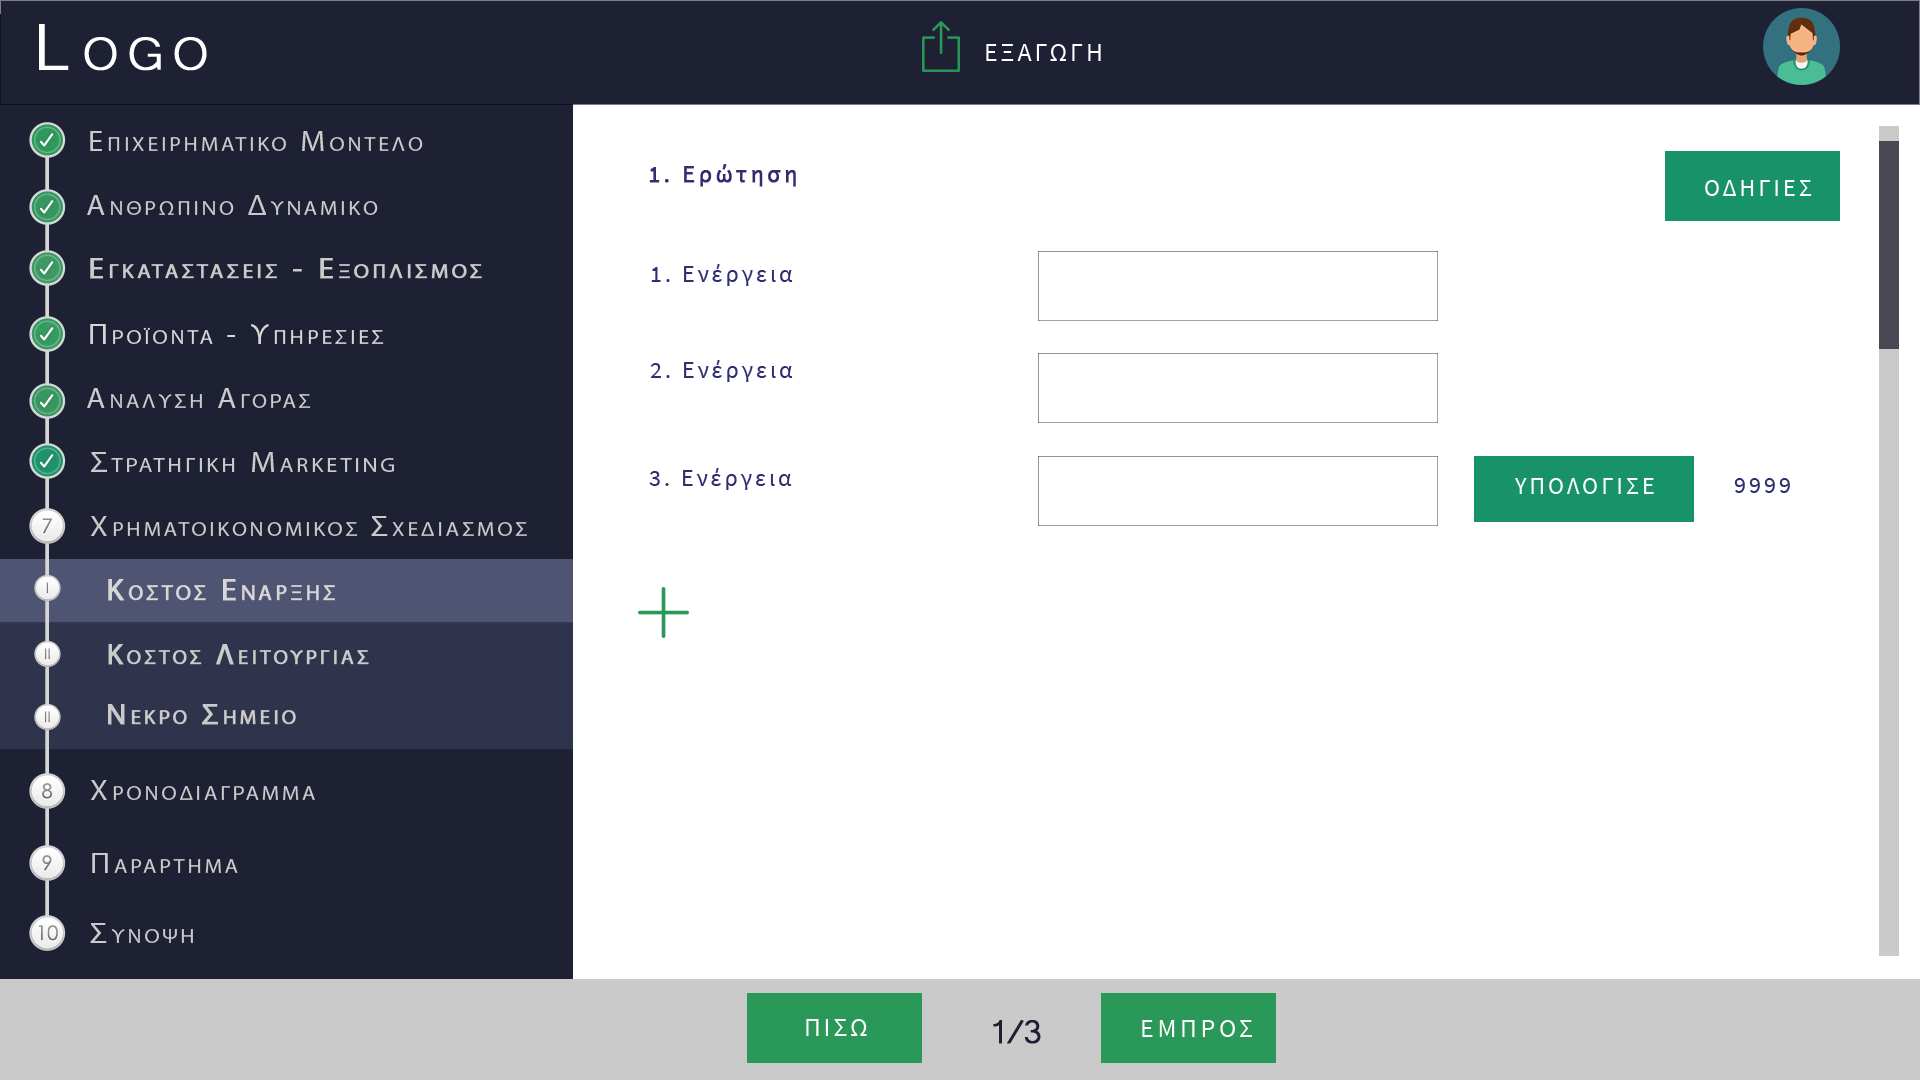 Logo
ΕΞΑΓΩΓΗ
Επιχειρηματικο Μοντελο
Ανθρωπινο Δυναμικο
Εγκαταστασεις - Εξοπλισμος
Προϊοντα - Υπηρεσιες
Αναλυση Αγορας
Στρατηγικη Marketing
7 Χρηματοικονομικος Σχεδιασμος
I Κοστος Εναρξης
II Κοστος Λειτουργιας
II Νεκρο Σημειο
8 Χρονοδιαγραμμα
9 Παραρτημα
10 Συνοψη
1. Ερώτηση
ΟΔΗΓΙΕΣ
1. Ενέργεια
2. Ενέργεια
3. Ενέργεια
ΥΠΟΛΟΓΙΣΕ 9999
ΠΙΣΩ 1/3 ΕΜΠΡΟΣ